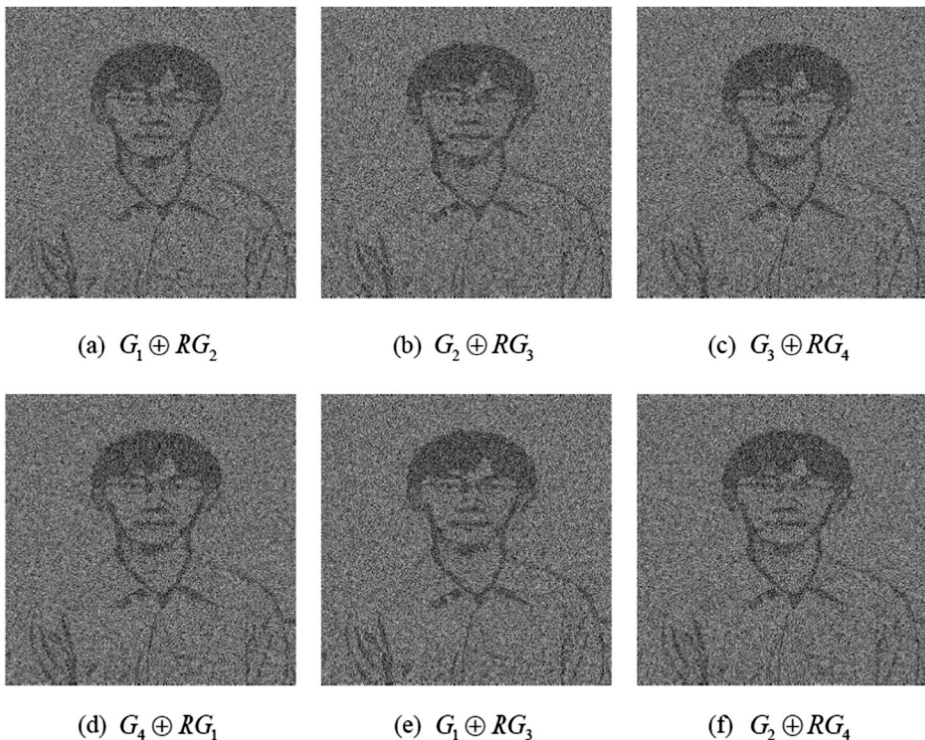 (a) G₁ ⊕ RG₂
(b) G₂ ⊕ RG₃
(c) G₃ ⊕ RG₄
(d) G₄ ⊕ RG₁
(e) G₁ ⊕ RG₃
(f) G₂ ⊕ RG₄